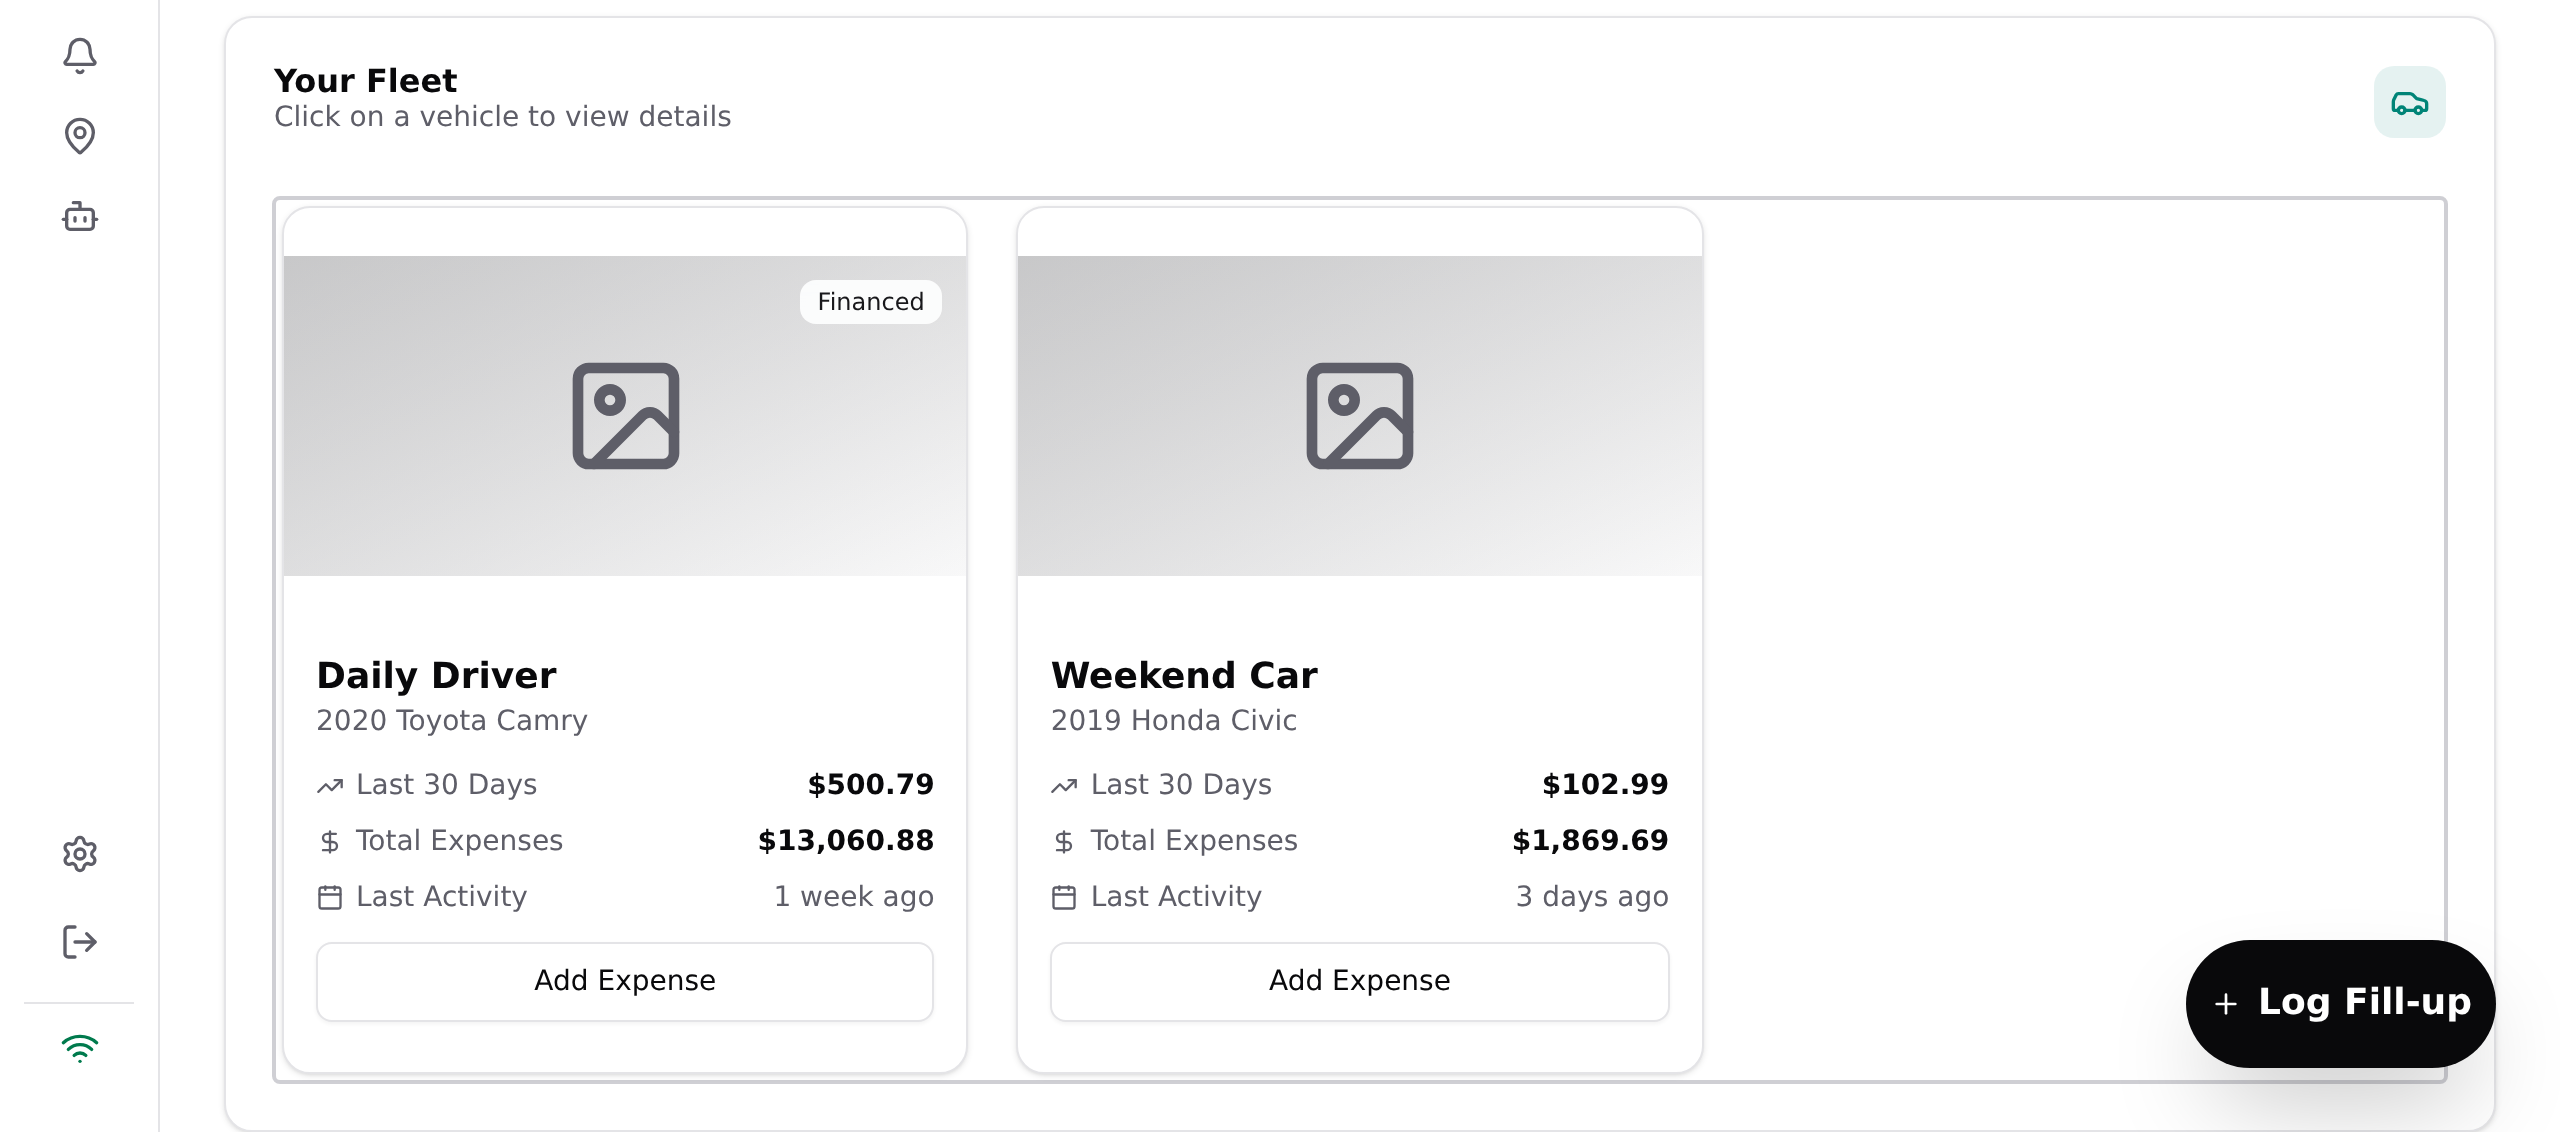 Your Fleet
Click on a vehicle to view details
Financed
Daily Driver
2020 Toyota Camry
Last 30 Days $500.79
Total Expenses $13,060.88
Last Activity 1 week ago
Add Expense
Weekend Car
2019 Honda Civic
Last 30 Days $102.99
Total Expenses $1,869.69
Last Activity 3 days ago
Add Expense
Log Fill-up